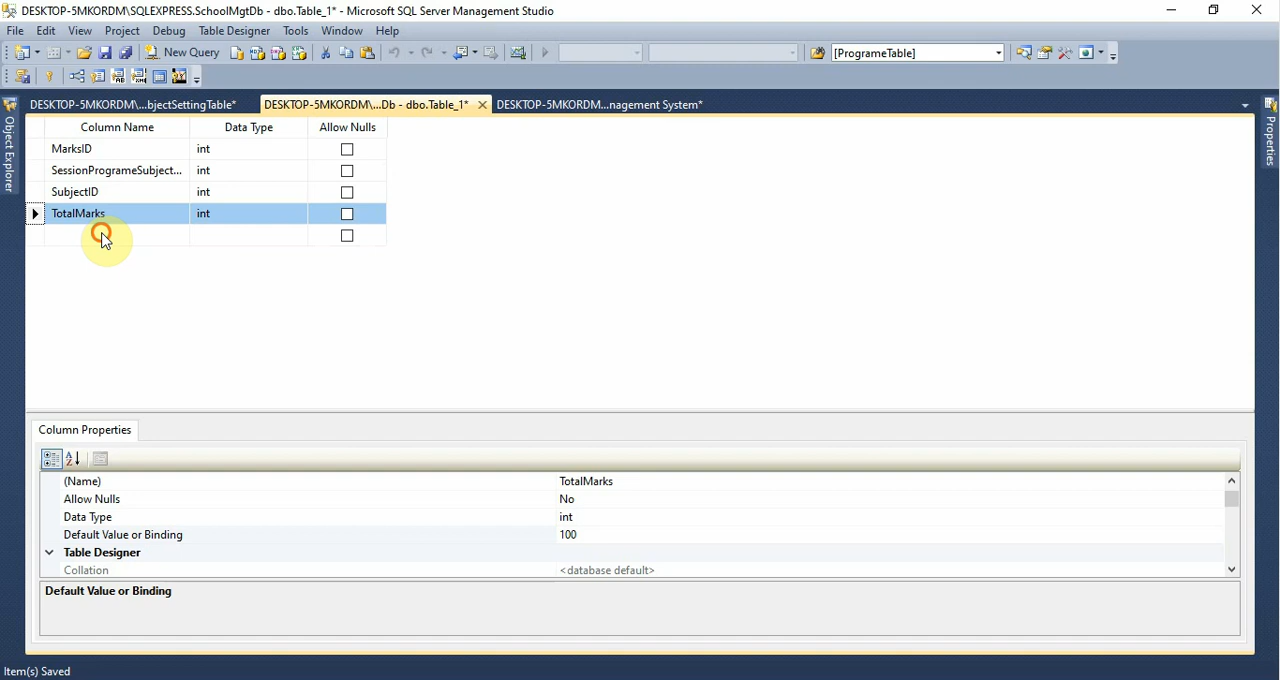 DESKTOP-5MKORDM\SQLEXPRESS.SchoolMgtDb - dbo.Table_1* - Microsoft SQL Server Management Studio
File Edit View Project Debug Table Designer Tools Window Help
New Query [ProgrameTable]
DESKTOP-5MKORDM\...bjectSettingTable* DESKTOP-5MKORDM\...Db - dbo.Table_1* DESKTOP-5MKORDM...nagement System*
Object Explorer
Properties
Column Name Data Type Allow Nulls
MarksID int
SessionProgrameSubject... int
SubjectID int
TotalMarks int
Column Properties
(Name) TotalMarks
Allow Nulls No
Data Type int
Default Value or Binding 100
Table Designer
Collation <database default>
Default Value or Binding
Item(s) Saved